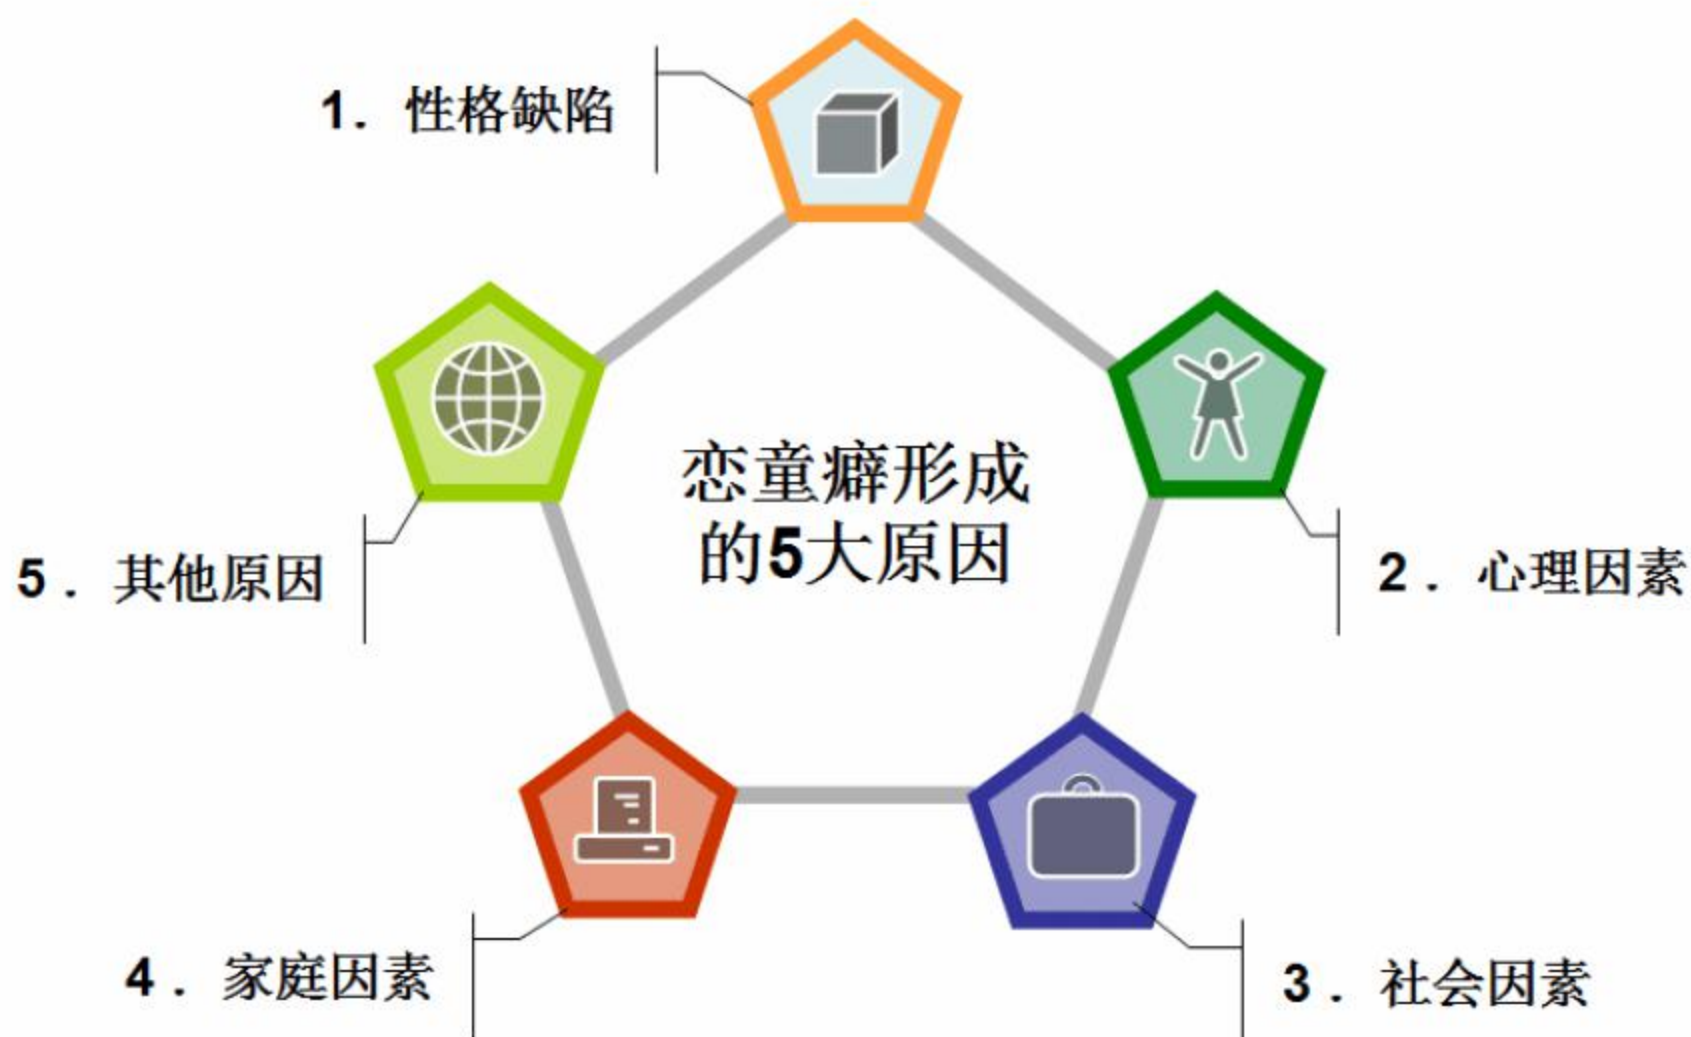 1. 性格缺陷
恋童癖形成
的5大原因
5. 其他原因
2. 心理因素
4. 家庭因素
3. 社会因素